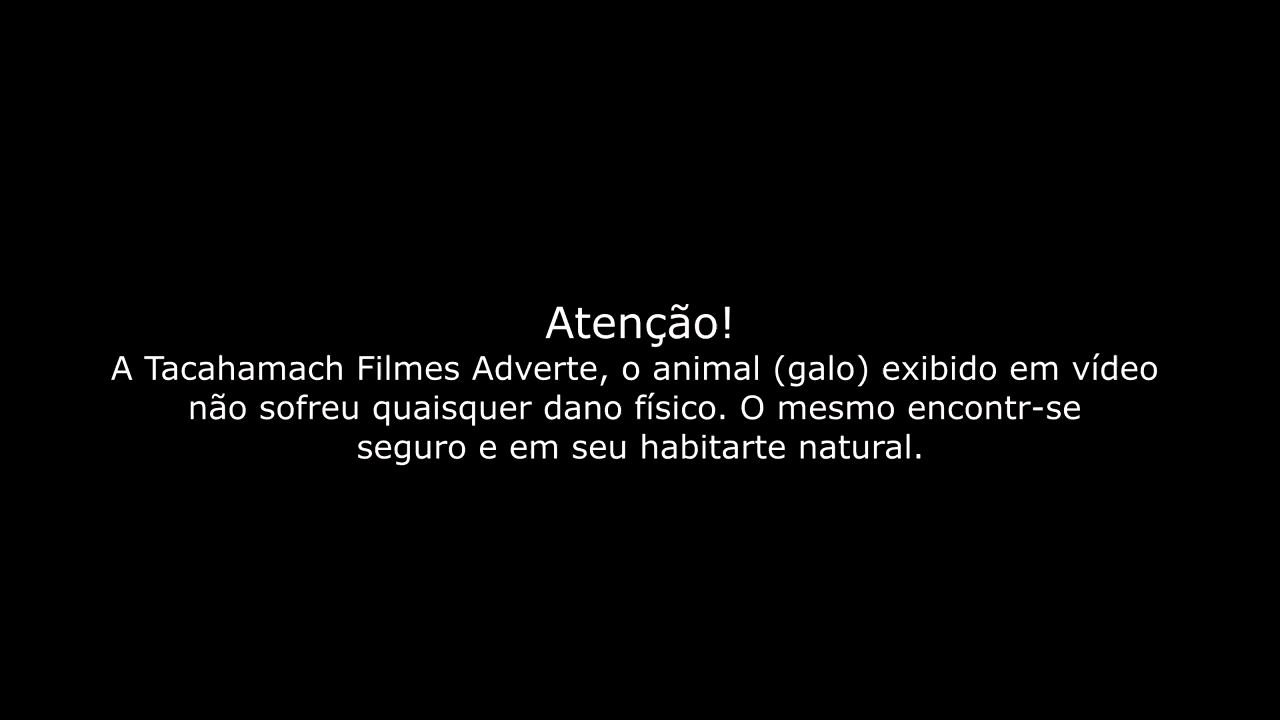 Atenção!
A Tacahamach Filmes Adverte, o animal (galo) exibido em vídeo
não sofreu quaisquer dano físico. O mesmo encontr-se
seguro e em seu habitarte natural.